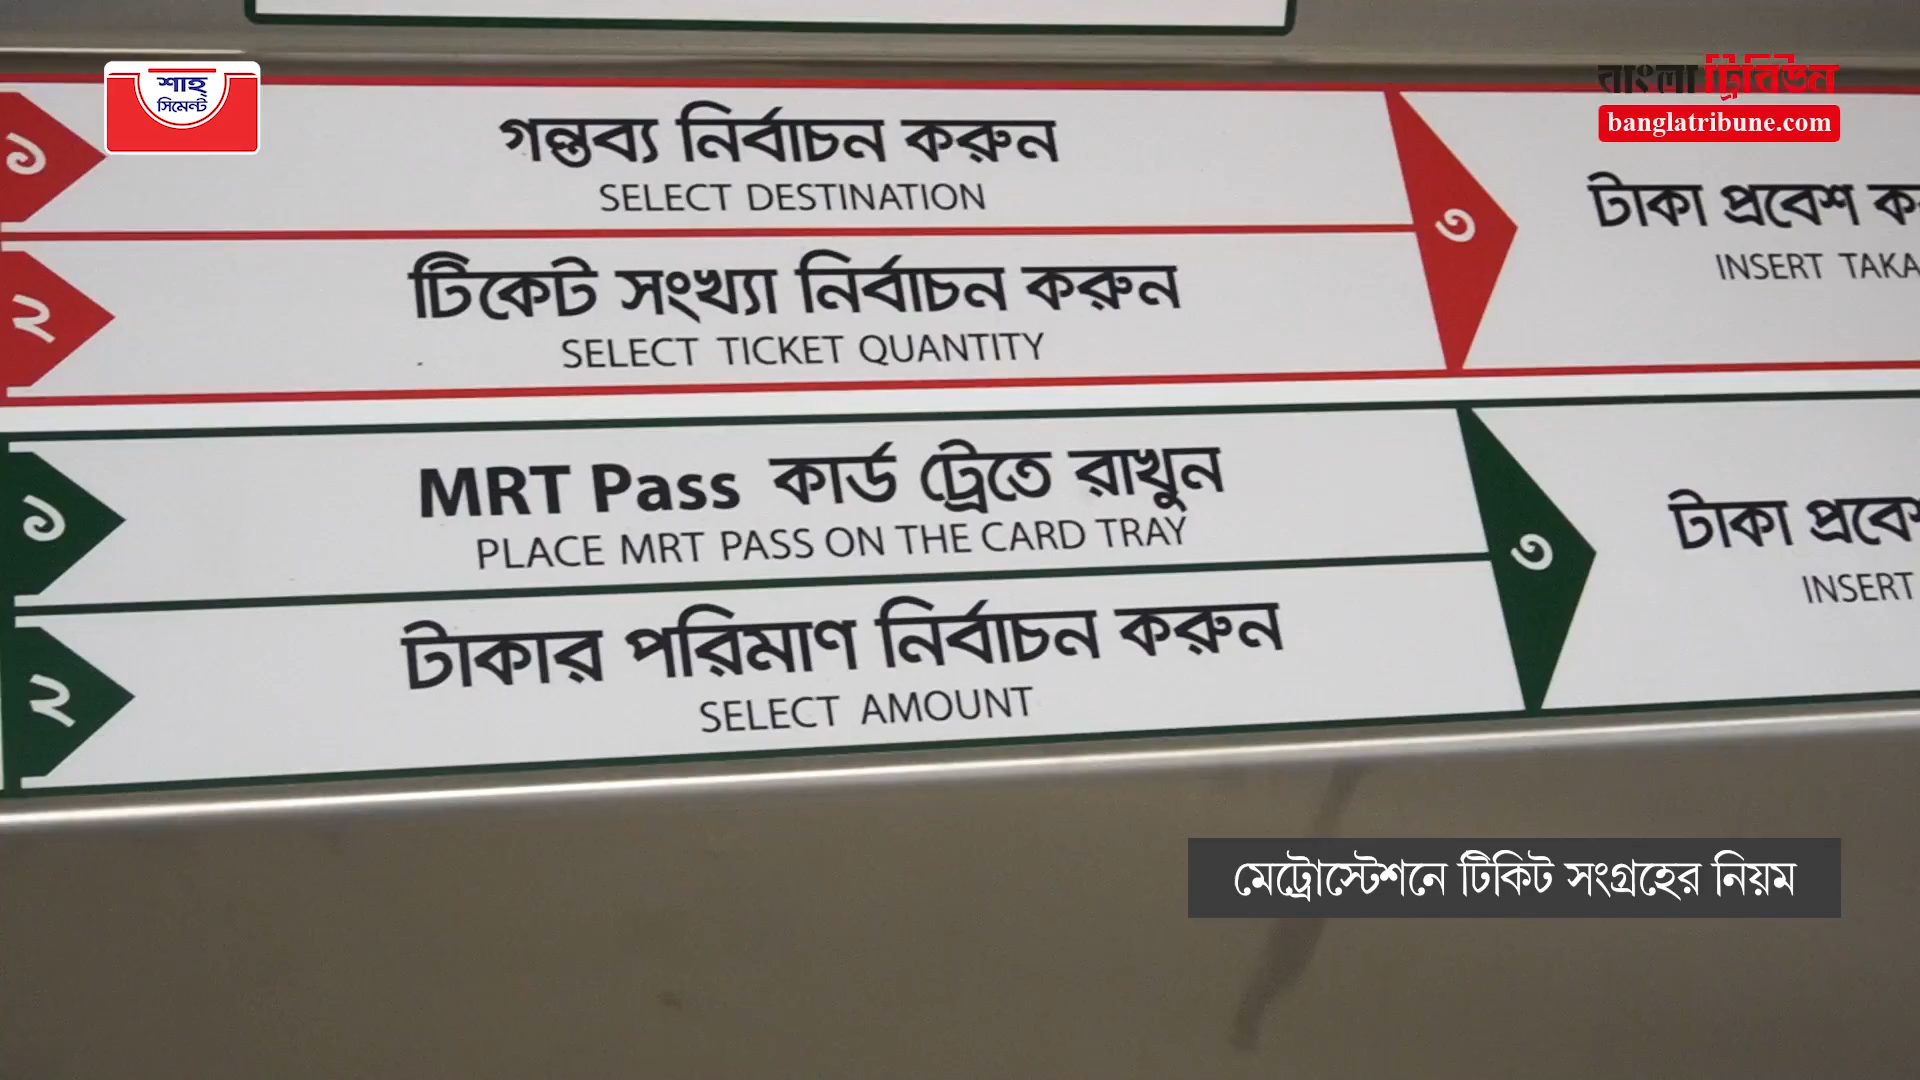 শাহ্
সিমেন্ট
বাংলা ট্রিবিউন
banglatribune.com
১
গন্তব্য নির্বাচন করুন
SELECT DESTINATION
২
টিকেট সংখ্যা নির্বাচন করুন
SELECT TICKET QUANTITY
৩
টাকা প্রবেশ
INSERT TAKA
১
MRT Pass কার্ড ট্রেতে রাখুন
PLACE MRT PASS ON THE CARD TRAY
২
টাকার পরিমাণ নির্বাচন করুন
SELECT AMOUNT
৩
টাকা
INSERT
মেট্রোস্টেশনে টিকিট সংগ্রহের নিয়ম